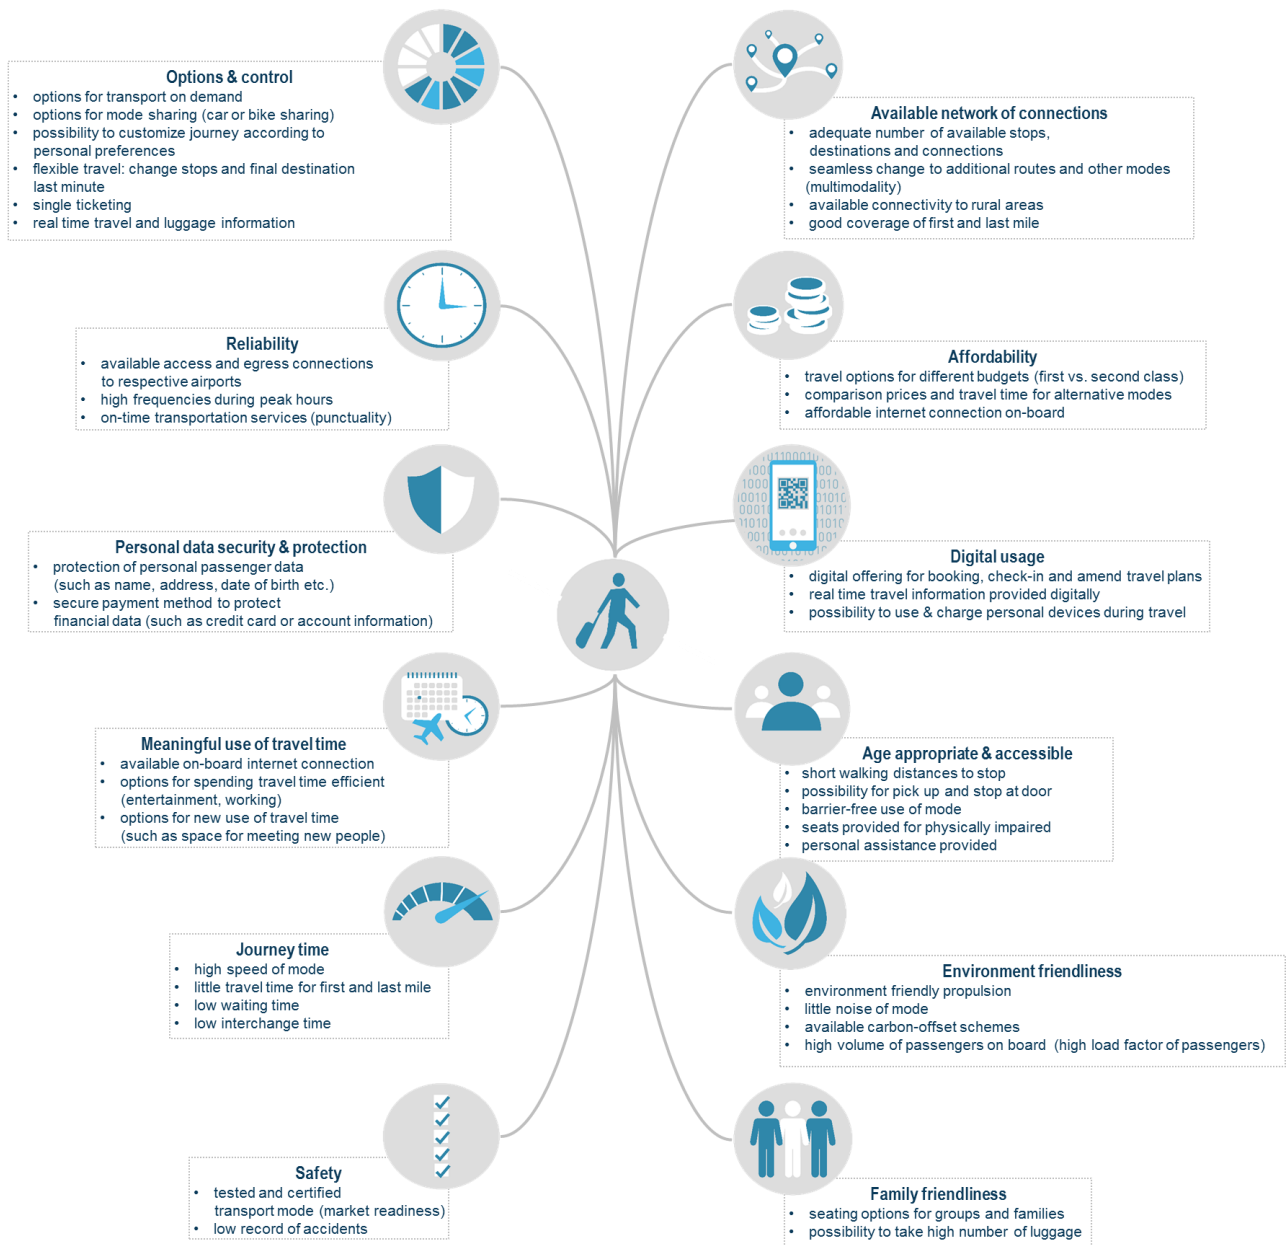 Options & control
• options for transport on demand
• options for mode sharing (car or bike sharing)
• possibility to customize journey according to
personal preferences
• flexible travel: change stops and final destination
last minute
• single ticketing
• real time travel and luggage information
Reliability
• available access and egress connections
to respective airports
• high frequencies during peak hours
• on-time transportation services (punctuality)
Personal data security & protection
• protection of personal passenger data
(such as name, address, date of birth etc.)
• secure payment method to protect
financial data (such as credit card or account information)
Meaningful use of travel time
• available on-board internet connection
• options for spending travel time efficient
(entertainment, working)
• options for new use of travel time
(such as space for meeting new people)
Journey time
• high speed of mode
• little travel time for first and last mile
• low waiting time
• low interchange time
Safety
• tested and certified
transport mode (market readiness)
• low record of accidents
Available network of connections
• adequate number of available stops,
destinations and connections
• seamless change to additional routes and other modes
(multimodality)
• available connectivity to rural areas
• good coverage of first and last mile
Affordability
• travel options for different budgets (first vs. second class)
• comparison prices and travel time for alternative modes
• affordable internet connection on-board
Digital usage
• digital offering for booking, check-in and amend travel plans
• real time travel information provided digitally
• possibility to use & charge personal devices during travel
Age appropriate & accessible
• short walking distances to stop
• possibility for pick up and stop at door
• barrier-free use of mode
• seats provided for physically impaired
• personal assistance provided
Environment friendliness
• environment friendly propulsion
• little noise of mode
• available carbon-offset schemes
• high volume of passengers on board (high load factor of passengers)
Family friendliness
• seating options for groups and families
• possibility to take high number of luggage